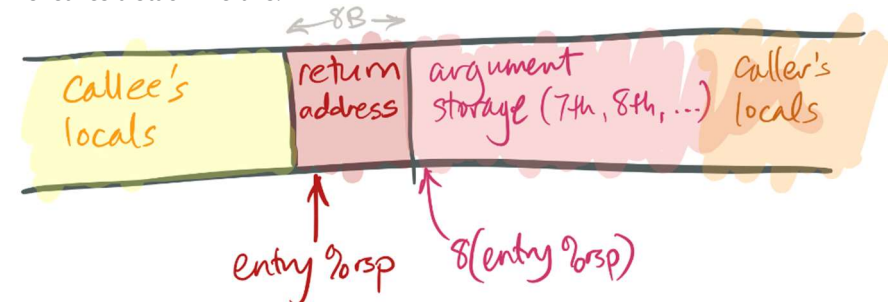 8B
Callee's
locals
return
address
argument
storage (7th, 8th, ...)
Caller's
locals
entry %rsp
8(entry %rsp)